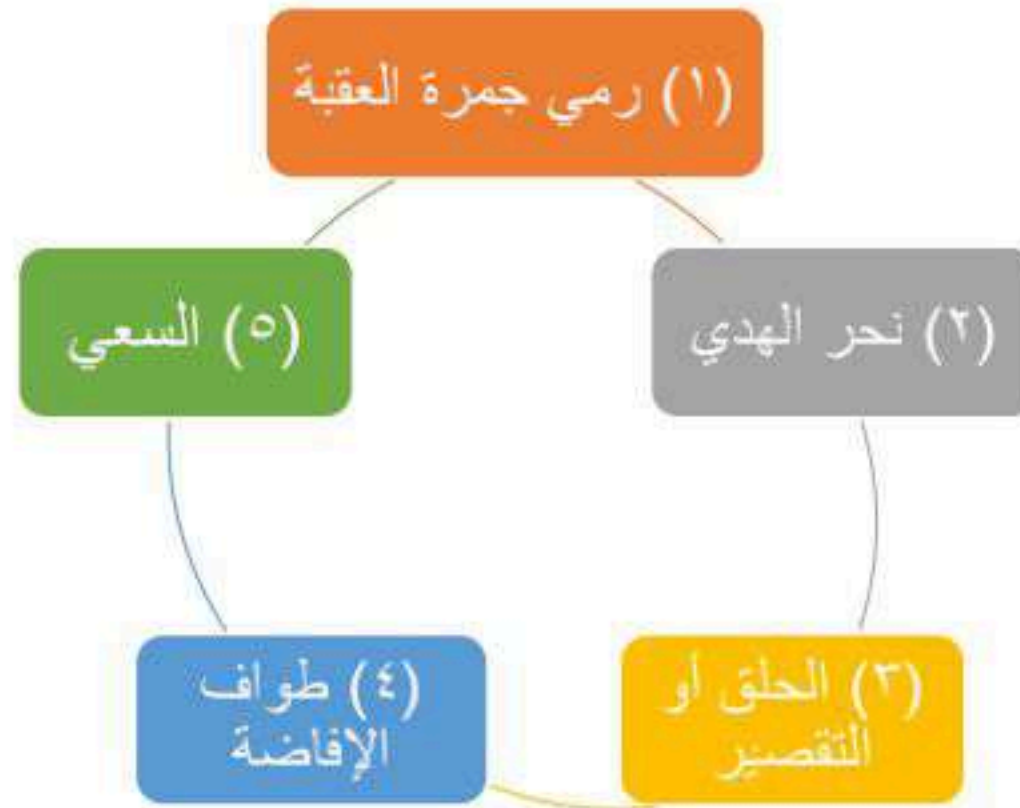 (١) رمي جمرة العقبة
(٢) نحر الهدي
(٣) الحلق أو
التقصير
(٤) طواف
الإفاضة
(٥) السعي